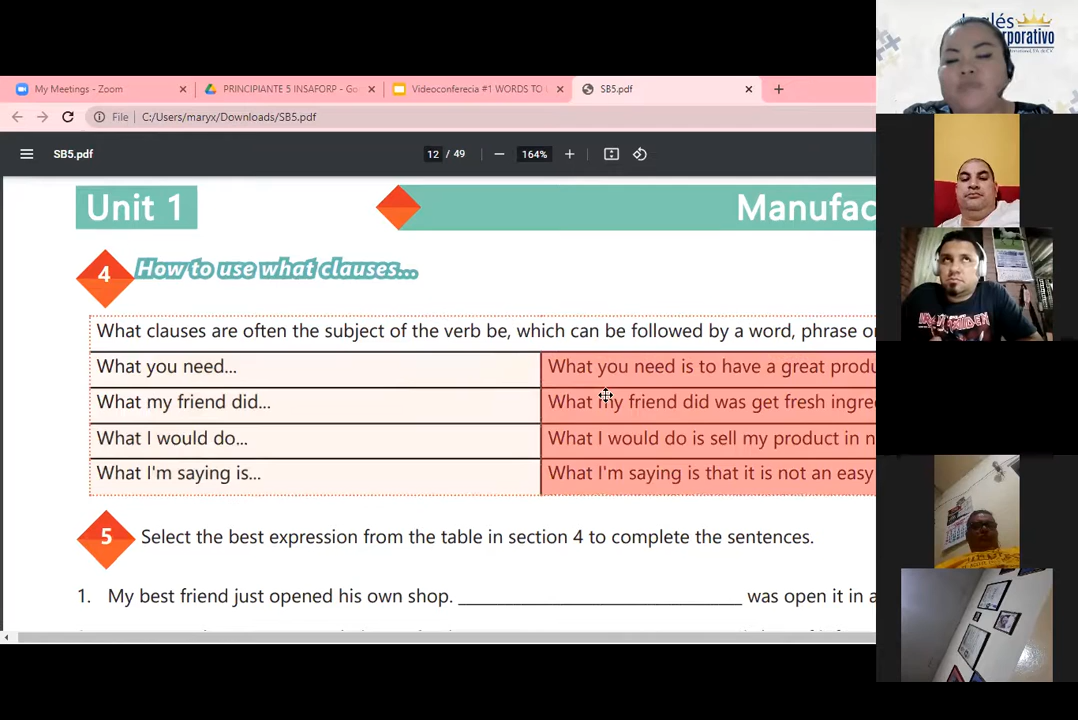 My Meetings - Zoom
PRINCIPIANTE 5 INSAFORP - Go
Videoconferecia #1 WORDS TO
SB5.pdf
File
C:/Users/maryx/Downloads/SB5.pdf
SB5.pdf
12 / 49
164%
Unit 1
Manufac
4
How to use what clauses...
What clauses are often the subject of the verb be, which can be followed by a word, phrase or
What you need...
What you need is to have a great produ
What my friend did...
What my friend did was get fresh ingre
What I would do...
What I would do is sell my product in n
What I'm saying is...
What I'm saying is that it is not an easy
5
Select the best expression from the table in section 4 to complete the sentences.
1. My best friend just opened his own shop. ______________________________ was open it in a
Inglés
orporativo